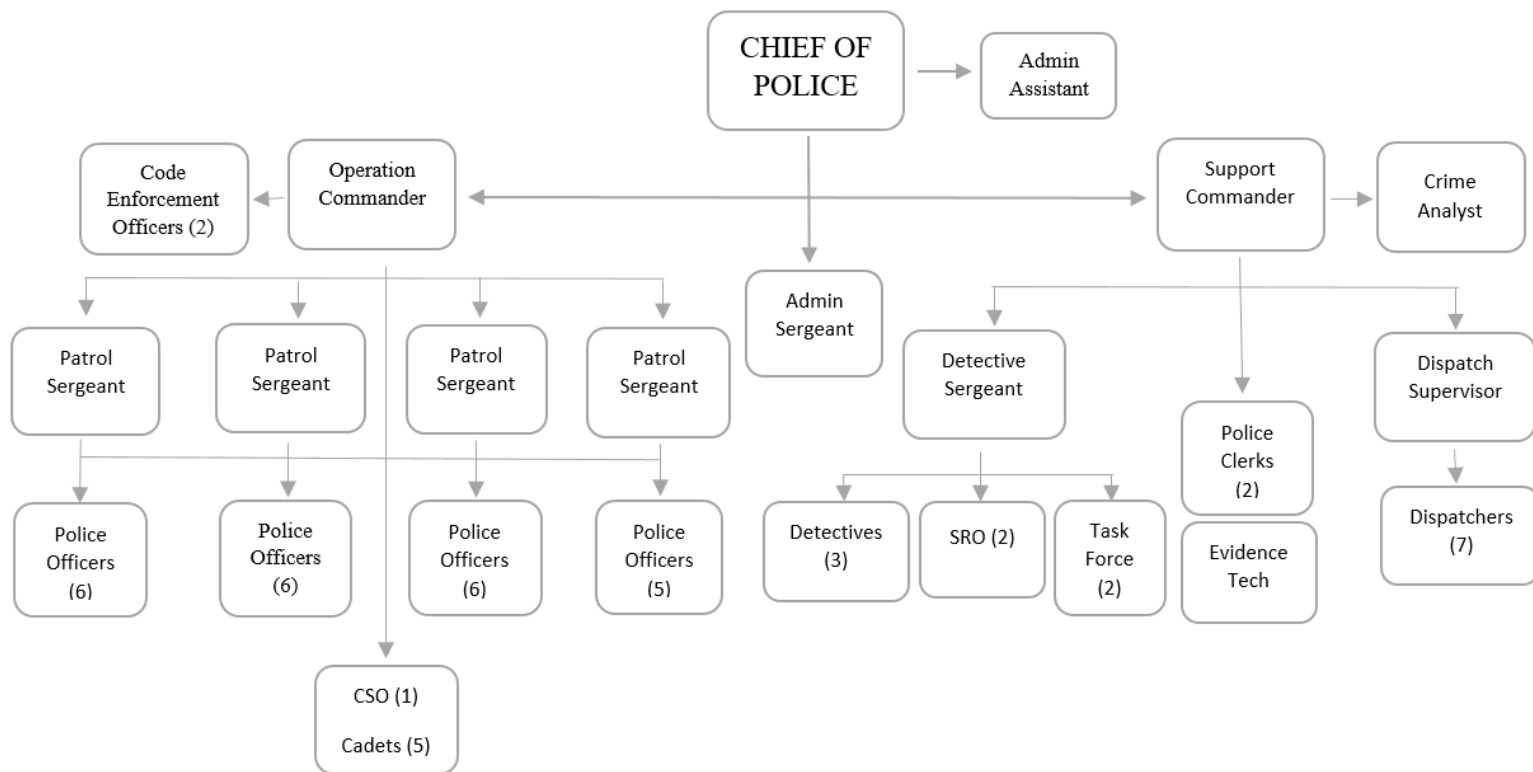 CHIEF OF
POLICE
Admin
Assistant
Code
Enforcement
Officers (2)
Operation
Commander
Support
Commander
Crime
Analyst
Admin
Sergeant
Patrol
Sergeant
Patrol
Sergeant
Patrol
Sergeant
Patrol
Sergeant
Detective
Sergeant
Dispatch
Supervisor
Police
Officers
(6)
Police
Officers
(6)
Police
Officers
(6)
Police
Officers
(5)
Detectives
(3)
SRO (2)
Task
Force
(2)
Police
Clerks
(2)
Evidence
Tech
Dispatchers
(7)
CSO (1)
Cadets (5)